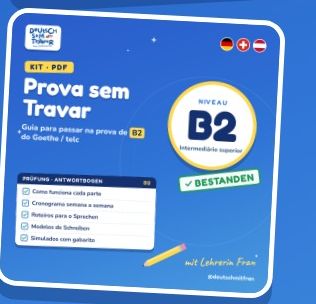 DEUTSCH
SEM
TRAVAR
KIT • PDF
Prova sem
Travar
Guia para passar na prova de B2
do Goethe / telc
NIVEAU
B2
Intermediário superior
✓ BESTANDEN
PRÜFUNG · ANTWORTBOGEN B2
Como funciona cada parte
Cronograma semana a semana
Roteiros para o Sprechen
Modelos de Schreiben
Simulados com gabarito
mit Lehrerin Fran
@deutschmitfran